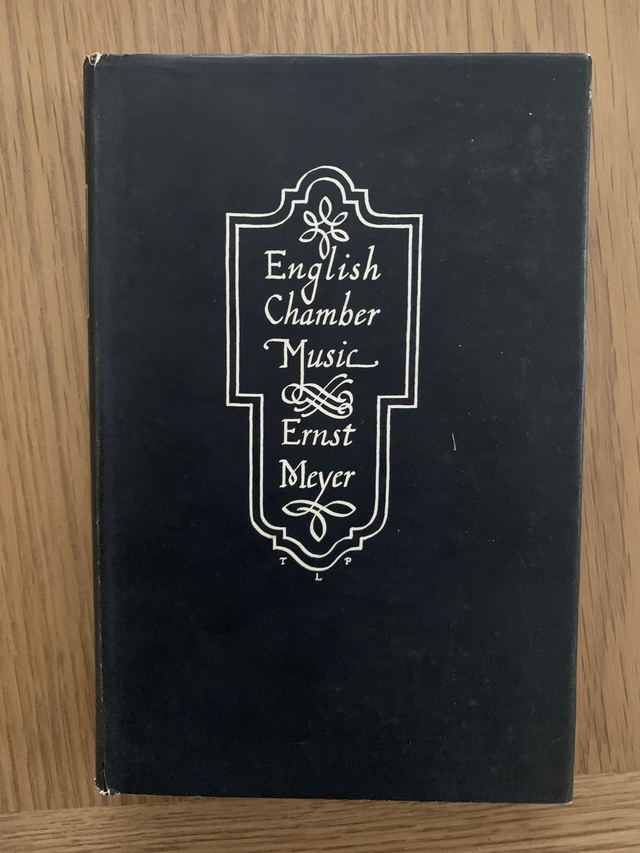 English
Chamber
Music
Ernst
Meyer
T L P